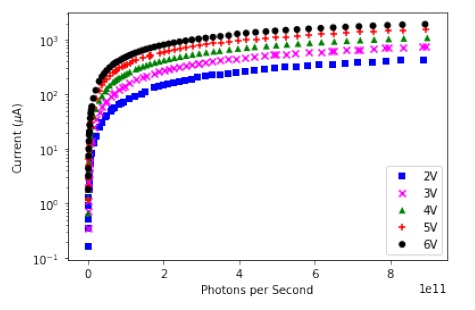 10³
10²
10¹
10⁰
10⁻¹
Current (μA)
0 2 4 6 8
1e11
Photons per Second
2V
3V
4V
5V
6V